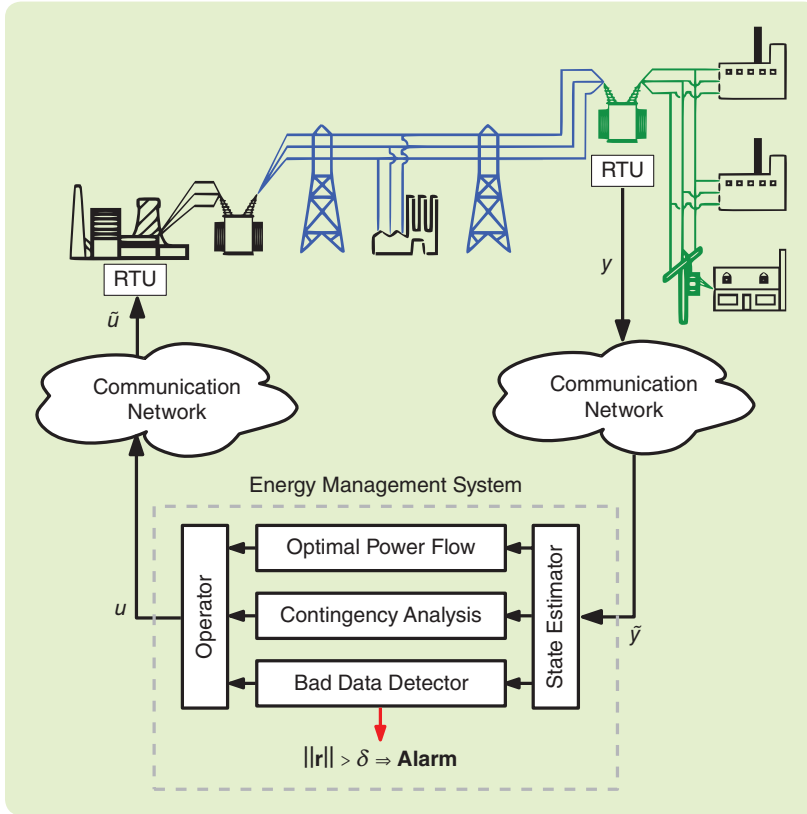 RTU
y
RTU
ũ
Communication
Network
Communication
Network
Energy Management System
Optimal Power Flow
Contingency Analysis
Bad Data Detector
Operator
State Estimator
u
ỹ
||r|| > δ ⇒ Alarm